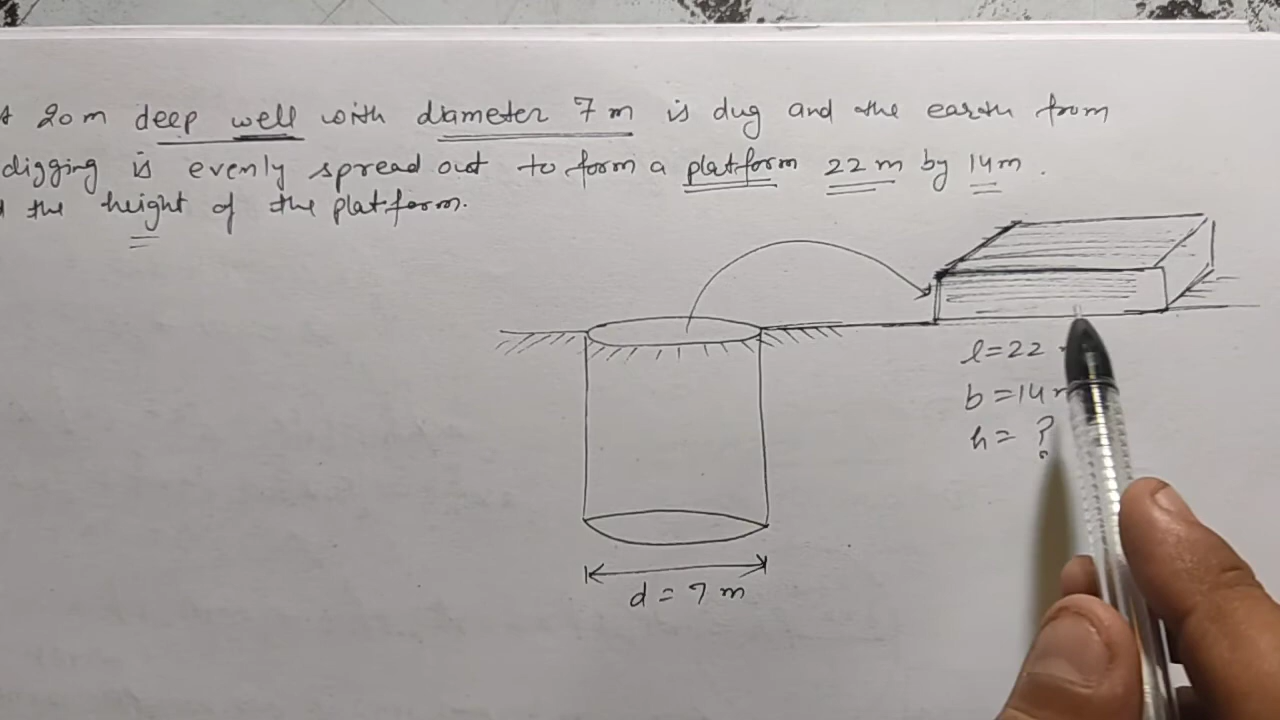 20m deep well with diameter 7 m is dug and the earth from
digging is evenly spread out to form a platform 22 m by 14m.
the height of the platform.
l=22
b=14
h= ?
d = 7 m